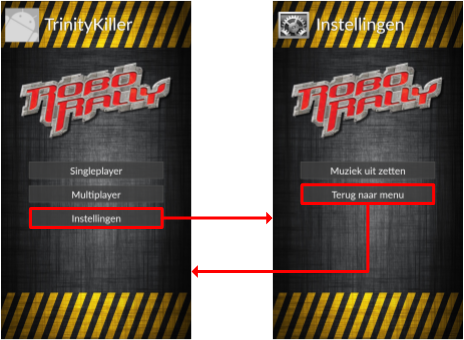 TrinityKiller
ROBO
RALLY
Singleplayer
Multiplayer
Instellingen
Instellingen
ROBO
RALLY
Muziek uit zetten
Terug naar menu